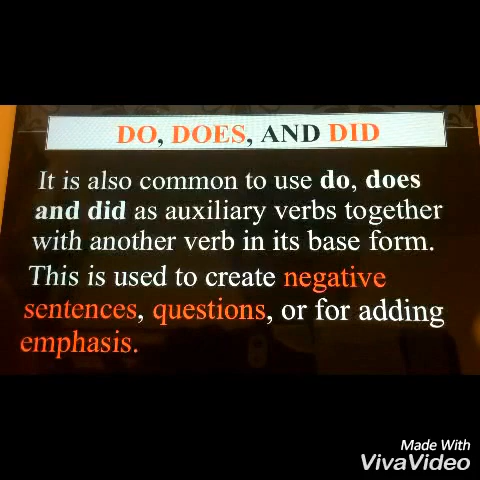 DO, DOES, AND DID
It is also common to use do, does
and did as auxiliary verbs together
with another verb in its base form.
This is used to create negative
sentences, questions, or for adding
emphasis.
Made With
VivaVideo